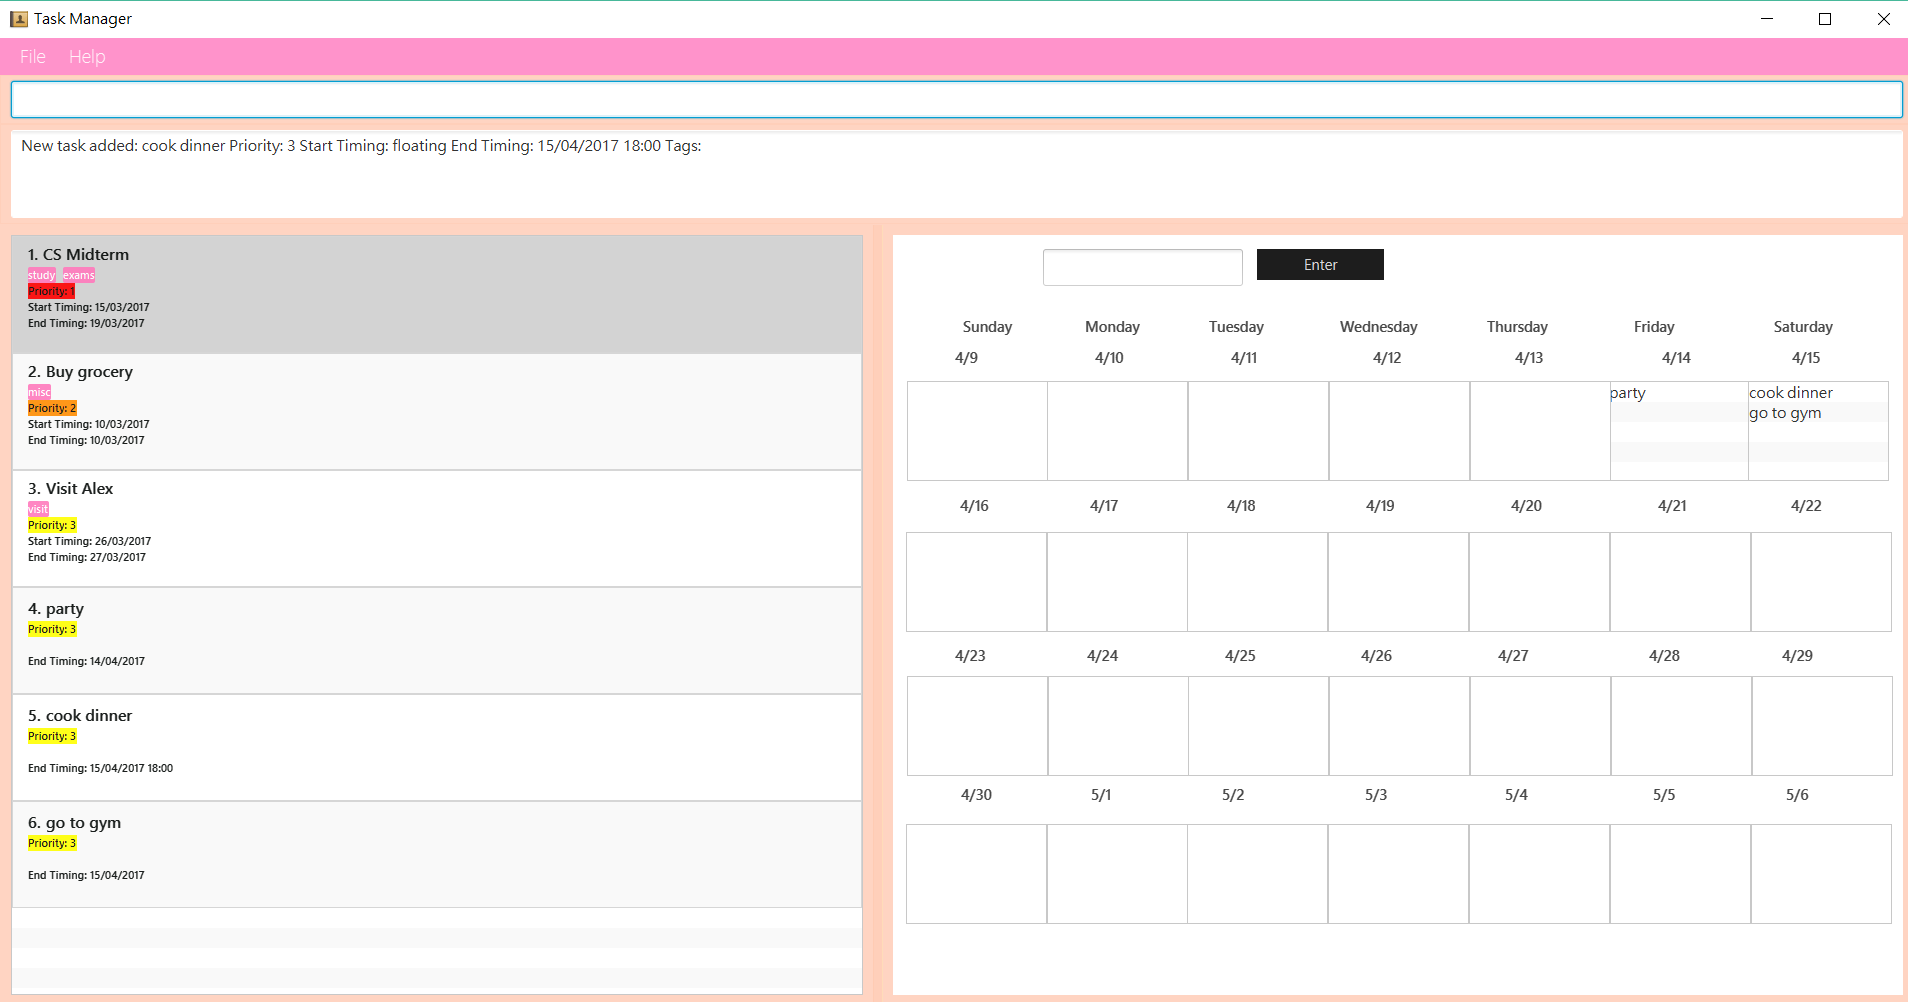 Task Manager
File Help
New task added: cook dinner Priority: 3 Start Timing: floating End Timing: 15/04/2017 18:00 Tags:
1. CS Midterm
study exams
Priority: 1
Start Timing: 15/03/2017
End Timing: 19/03/2017
2. Buy grocery
misc
Priority: 2
Start Timing: 10/03/2017
End Timing: 10/03/2017
3. Visit Alex
visit
Priority: 3
Start Timing: 26/03/2017
End Timing: 27/03/2017
4. party
Priority: 3
End Timing: 14/04/2017
5. cook dinner
Priority: 3
End Timing: 15/04/2017 18:00
6. go to gym
Priority: 3
End Timing: 15/04/2017
Enter
Sunday Monday Tuesday Wednesday Thursday Friday Saturday
4/9 4/10 4/11 4/12 4/13 4/14 4/15
party cook dinner
go to gym
4/16 4/17 4/18 4/19 4/20 4/21 4/22
4/23 4/24 4/25 4/26 4/27 4/28 4/29
4/30 5/1 5/2 5/3 5/4 5/5 5/6